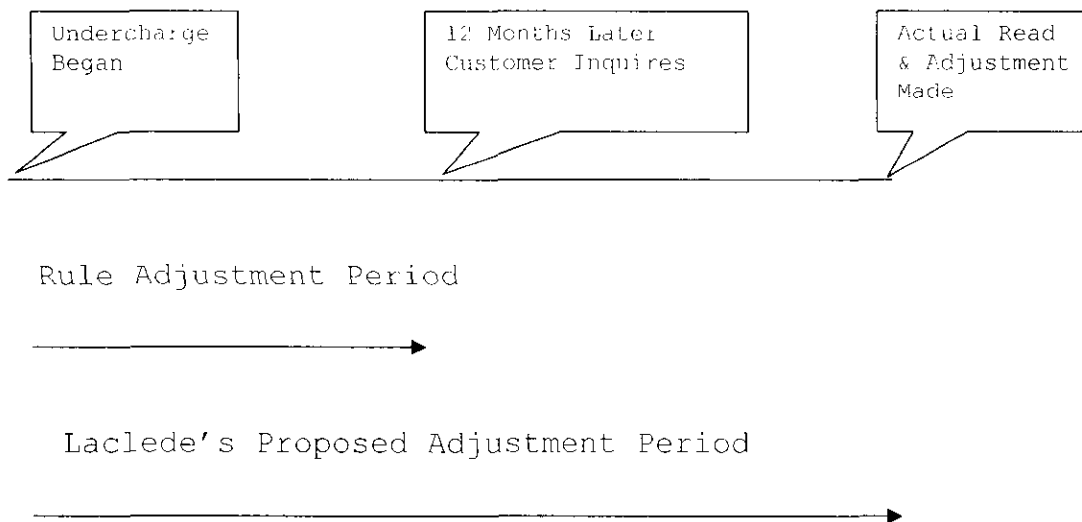 Undercharge
Began
12 Months Later
Customer Inquires
Actual Read
& Adjustment
Made
Rule Adjustment Period
Laclede's Proposed Adjustment Period